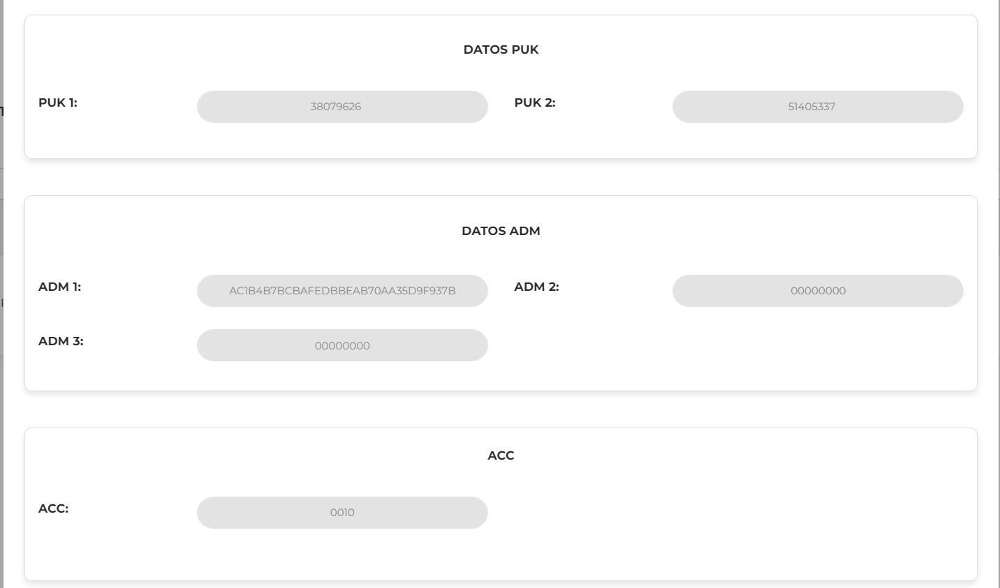 DATOS PUK
PUK 1: 38079626 PUK 2: 51405337
DATOS ADM
ADM 1: AC1B4B7BCBAFEDBBEAB70AA35D9F937B ADM 2: 00000000
ADM 3: 00000000
ACC
ACC: 0010